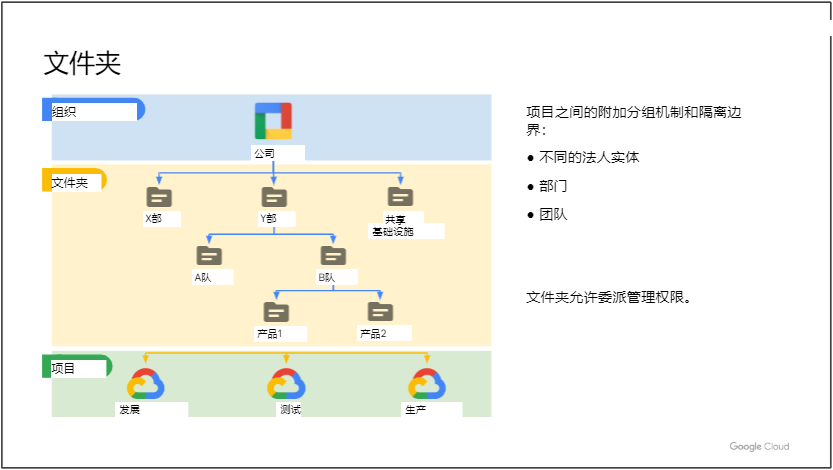 文件夹
组织
公司
文件夹
X部
Y部
共享
基础设施
A队
B队
产品1
产品2
项目
发展
测试
生产
项目之间的附加分组机制和隔离边
界：
● 不同的法人实体
● 部门
● 团队
文件夹允许委派管理权限。
Google Cloud